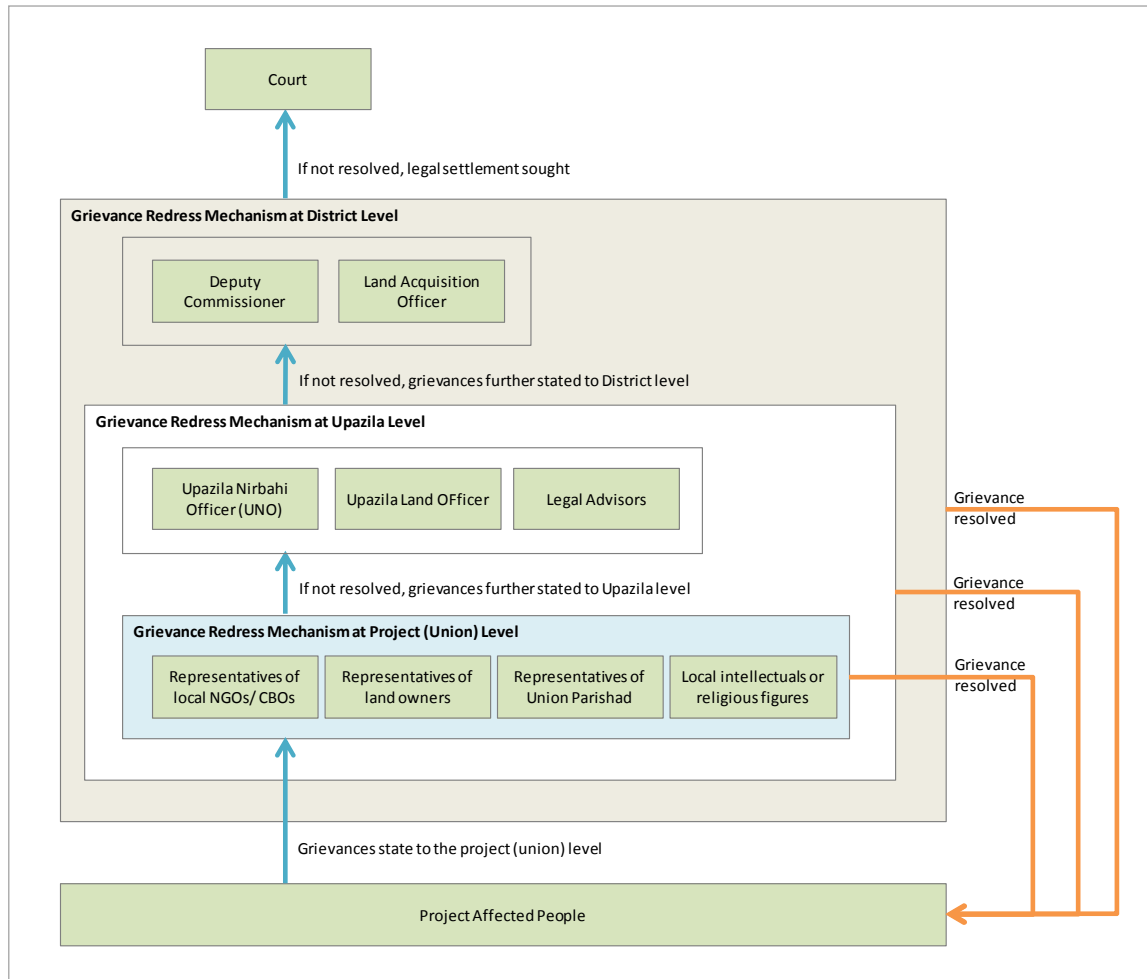 Court
If not resolved, legal settlement sought
Grievance Redress Mechanism at District Level
Deputy
Commissioner
Land Acquisition
Officer
If not resolved, grievances further stated to District level
Grievance Redress Mechanism at Upazila Level
Upazila Nirbahi
Officer (UNO)
Upazila Land OFficer
Legal Advisors
Grievance
resolved
If not resolved, grievances further stated to Upazila level
Grievance
resolved
Grievance Redress Mechanism at Project (Union) Level
Representatives of
local NGOs/ CBOs
Representatives of
land owners
Representatives of
Union Parishad
Local intellectuals or
religious figures
Grievance
resolved
Grievances state to the project (union) level
Project Affected People